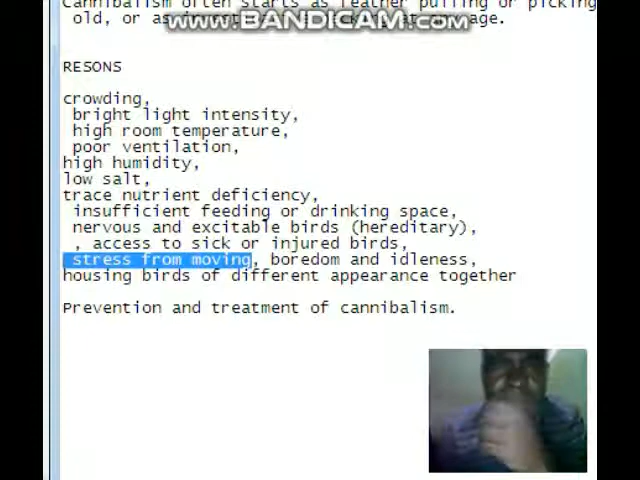 Cannibalism often starts as feather pulling or picking
old, or as
www.BANDICAM.com
age.
RESONS
crowding,
bright light intensity,
high room temperature,
poor ventilation,
high humidity,
low salt,
trace nutrient deficiency,
insufficient feeding or drinking space,
nervous and excitable birds (hereditary),
, access to sick or injured birds,
stress from moving, boredom and idleness,
housing birds of different appearance together
Prevention and treatment of cannibalism.